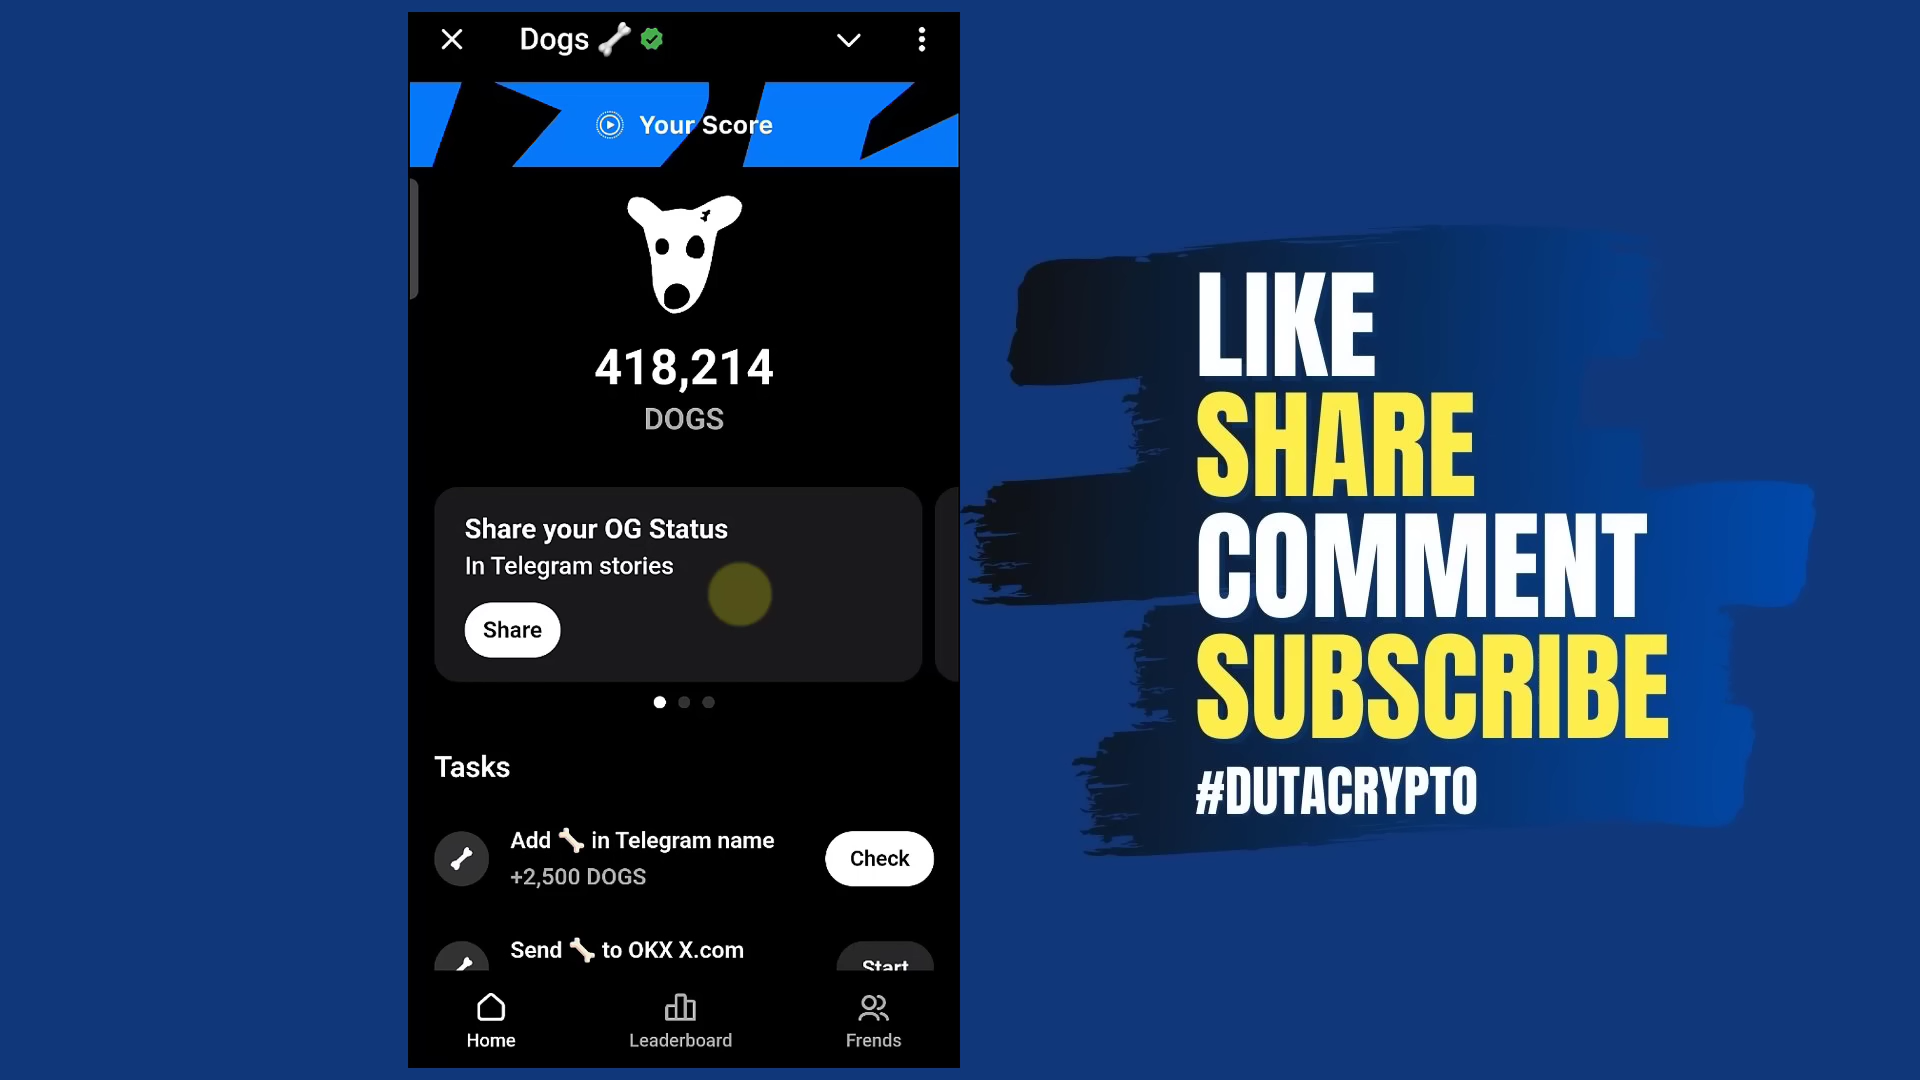 Dogs 🦴
Your Score
418,214
DOGS
Share your OG Status
In Telegram stories
Share
Tasks
Add 🦴 in Telegram name
+2,500 DOGS
Check
Send 🦴 to OKX X.com
Start
Home
Leaderboard
Frends
LIKE
SHARE
COMMENT
SUBSCRIBE
#DUTACRYPTO